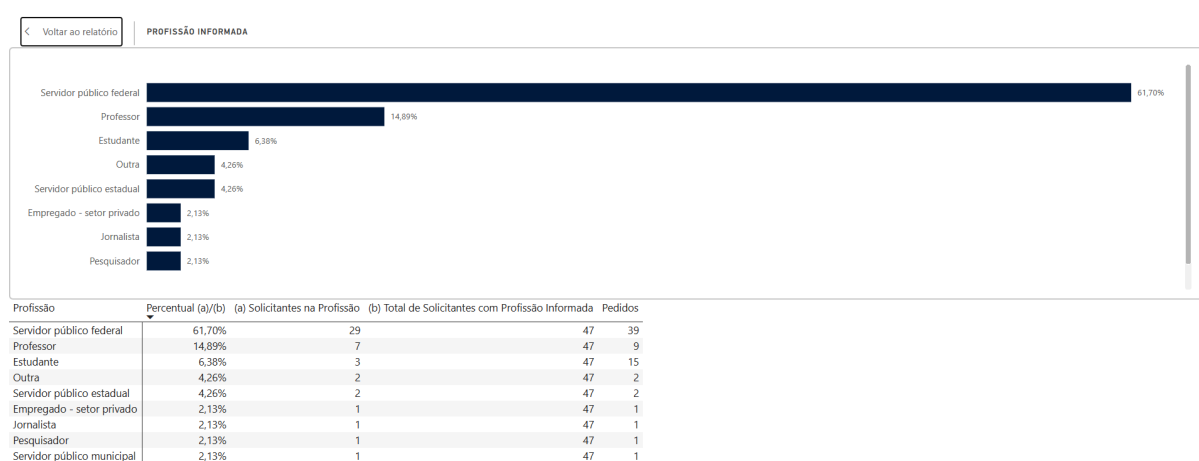 < Voltar ao relatório PROFISSÃO INFORMADA
Servidor público federal 61,70%
Professor 14,89%
Estudante 6,38%
Outra 4,26%
Servidor público estadual 4,26%
Empregado - setor privado 2,13%
Jornalista 2,13%
Pesquisador 2,13%
Profissão Percentual (a)/(b) (a) Solicitantes na Profissão (b) Total de Solicitantes com Profissão Informada Pedidos
Servidor público federal 61,70% 29 47 39
Professor 14,89% 7 47 9
Estudante 6,38% 3 47 15
Outra 4,26% 2 47 2
Servidor público estadual 4,26% 2 47 2
Empregado - setor privado 2,13% 1 47 1
Jornalista 2,13% 1 47 1
Pesquisador 2,13% 1 47 1
Servidor público municipal 2,13% 1 47 1